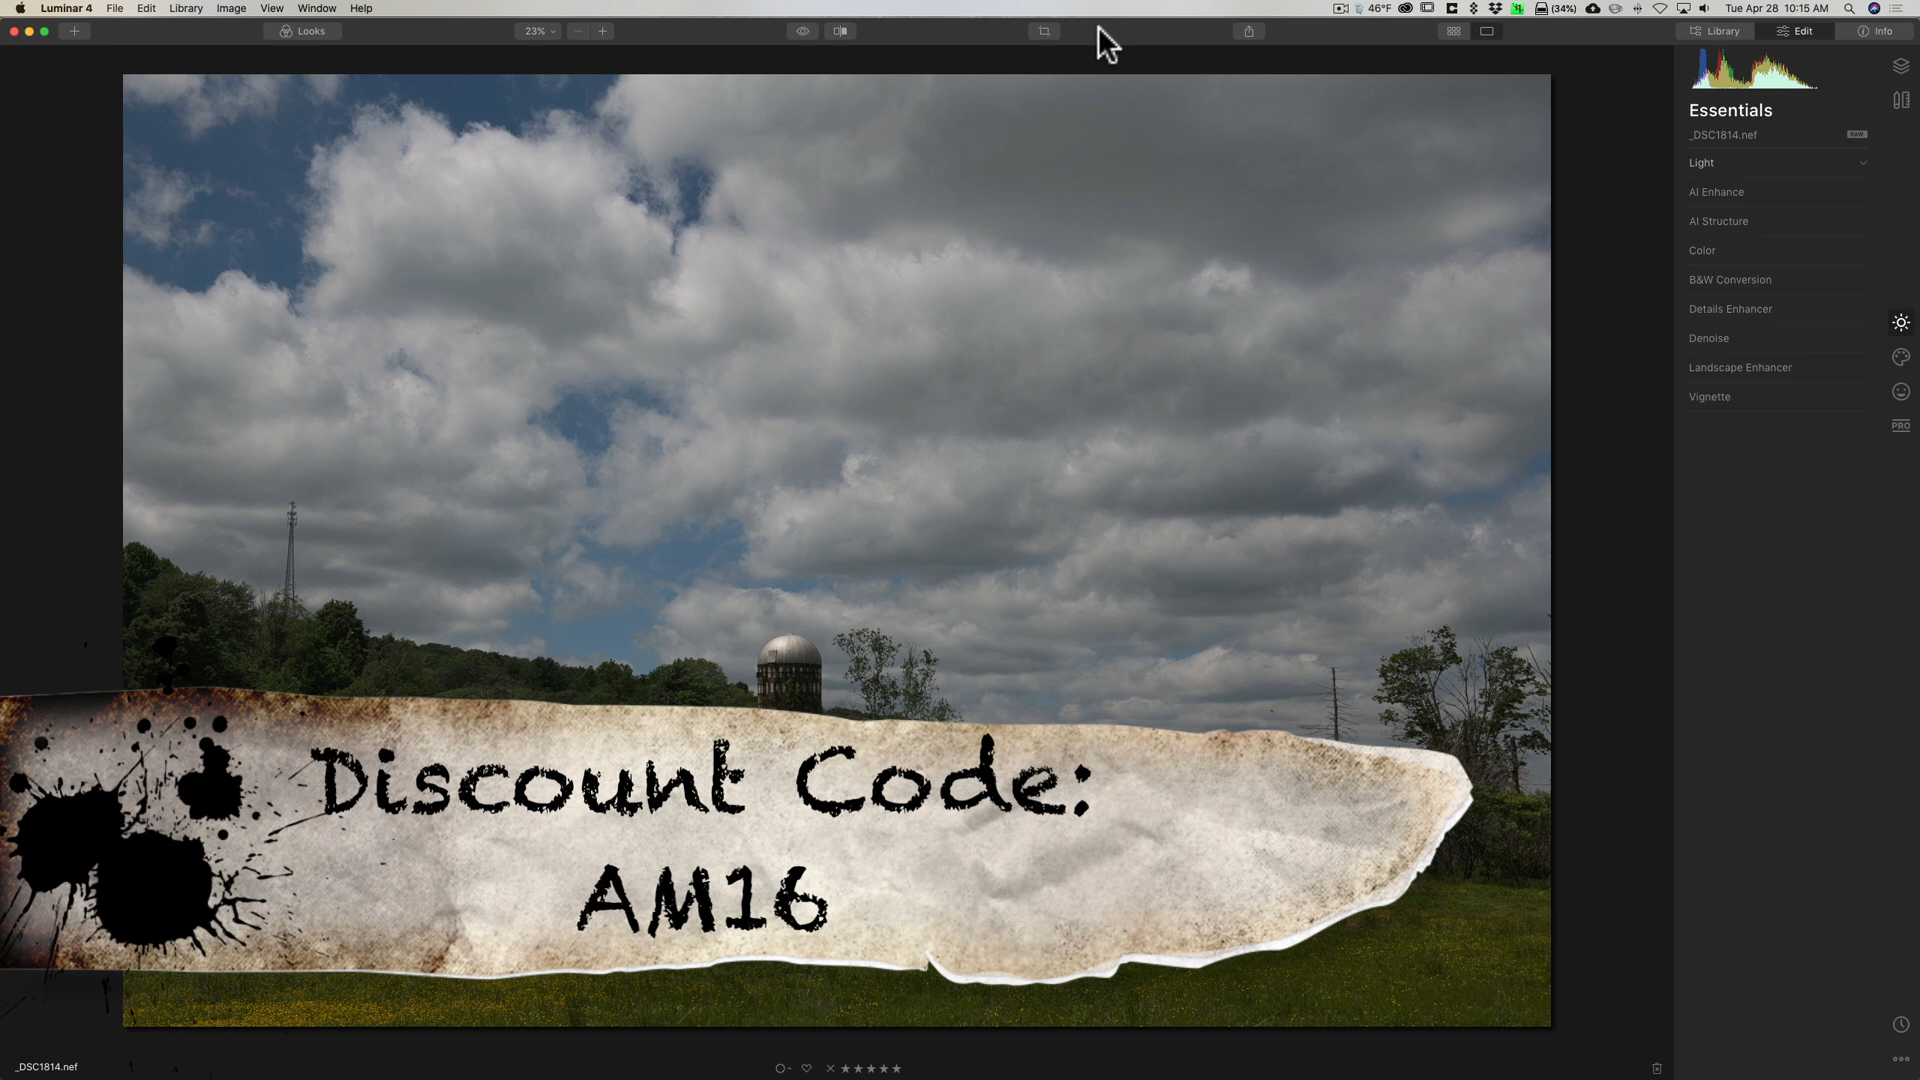 Luminar 4 File Edit Library Image View Window Help 46°F (34%) Tue Apr 28 10:15 AM
Looks 23% Library Edit Info
Essentials
_DSC1814.nef RAW
Light
AI Enhance
AI Structure
Color
B&W Conversion
Details Enhancer
Denoise
Landscape Enhancer
Vignette
PRO
Discount Code:
AM16
_DSC1814.nef